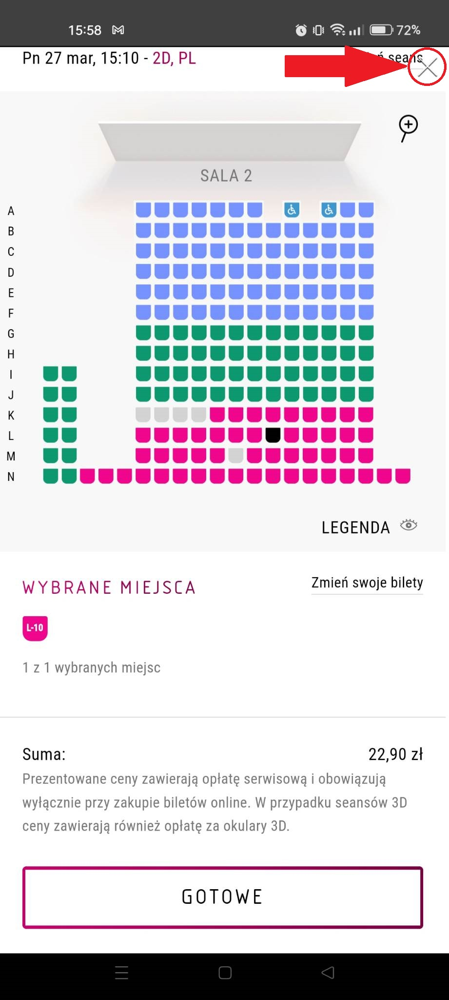 15:58 72%
Pn 27 mar, 15:10 - 2D, PL
seans
SALA 2
A
B
C
D
E
F
G
H
I
J
K
L
M
N
LEGENDA
WYBRANE MIEJSCA Zmień swoje bilety
L-10
1 z 1 wybranych miejsc
Suma: 22,90 zł
Prezentowane ceny zawierają opłatę serwisową i obowiązują
wyłącznie przy zakupie biletów online. W przypadku seansów 3D
ceny zawierają również opłatę za okulary 3D.
GOTOWE